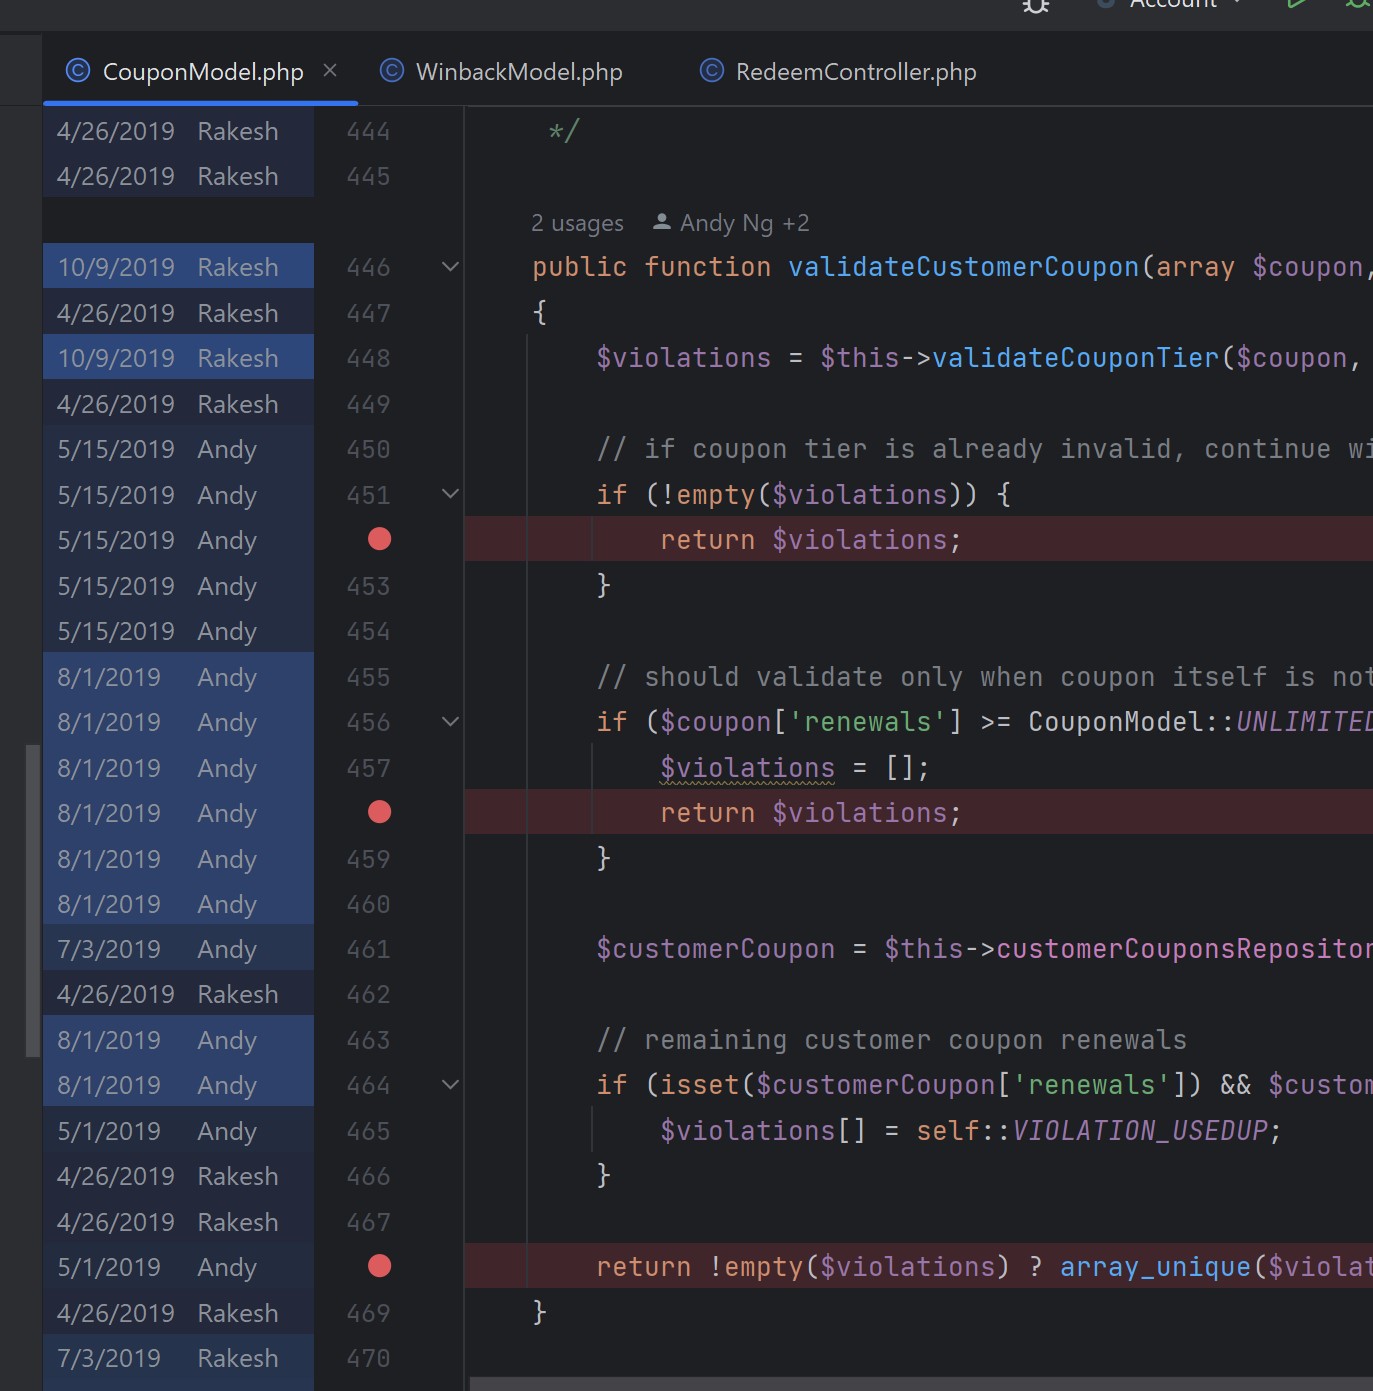 Account
CouponModel.php WinbackModel.php RedeemController.php
4/26/2019 Rakesh 444 */
4/26/2019 Rakesh 445
2 usages Andy Ng +2
10/9/2019 Rakesh 446 public function validateCustomerCoupon(array $coupon,
4/26/2019 Rakesh 447 {
10/9/2019 Rakesh 448 $violations = $this->validateCouponTier($coupon,
4/26/2019 Rakesh 449
5/15/2019 Andy 450 // if coupon tier is already invalid, continue wi
5/15/2019 Andy 451 if (!empty($violations)) {
5/15/2019 Andy return $violations;
5/15/2019 Andy 453 }
5/15/2019 Andy 454
8/1/2019 Andy 455 // should validate only when coupon itself is not
8/1/2019 Andy 456 if ($coupon['renewals'] >= CouponModel::UNLIMITED
8/1/2019 Andy 457 $violations = [];
8/1/2019 Andy return $violations;
8/1/2019 Andy 459 }
8/1/2019 Andy 460
7/3/2019 Andy 461 $customerCoupon = $this->customerCouponsRepositor
4/26/2019 Rakesh 462
8/1/2019 Andy 463 // remaining customer coupon renewals
8/1/2019 Andy 464 if (isset($customerCoupon['renewals']) && $custom
5/1/2019 Andy 465 $violations[] = self::VIOLATION_USEDUP;
4/26/2019 Rakesh 466 }
4/26/2019 Rakesh 467
5/1/2019 Andy return !empty($violations) ? array_unique($violat
4/26/2019 Rakesh 469 }
7/3/2019 Rakesh 470